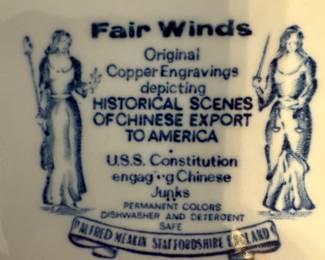 Fair Winds
Original
Copper Engravings
depicting
HISTORICAL SCENES
OF CHINESE EXPORT
TO AMERICA
•
U.S.S. Constitution
Chinese
Junks
PERMANENT COLORS
DISHWASHER AND DETERGENT
SAFE
ALFRED MEAKIN STAFFORDSHIRE ENGLAND